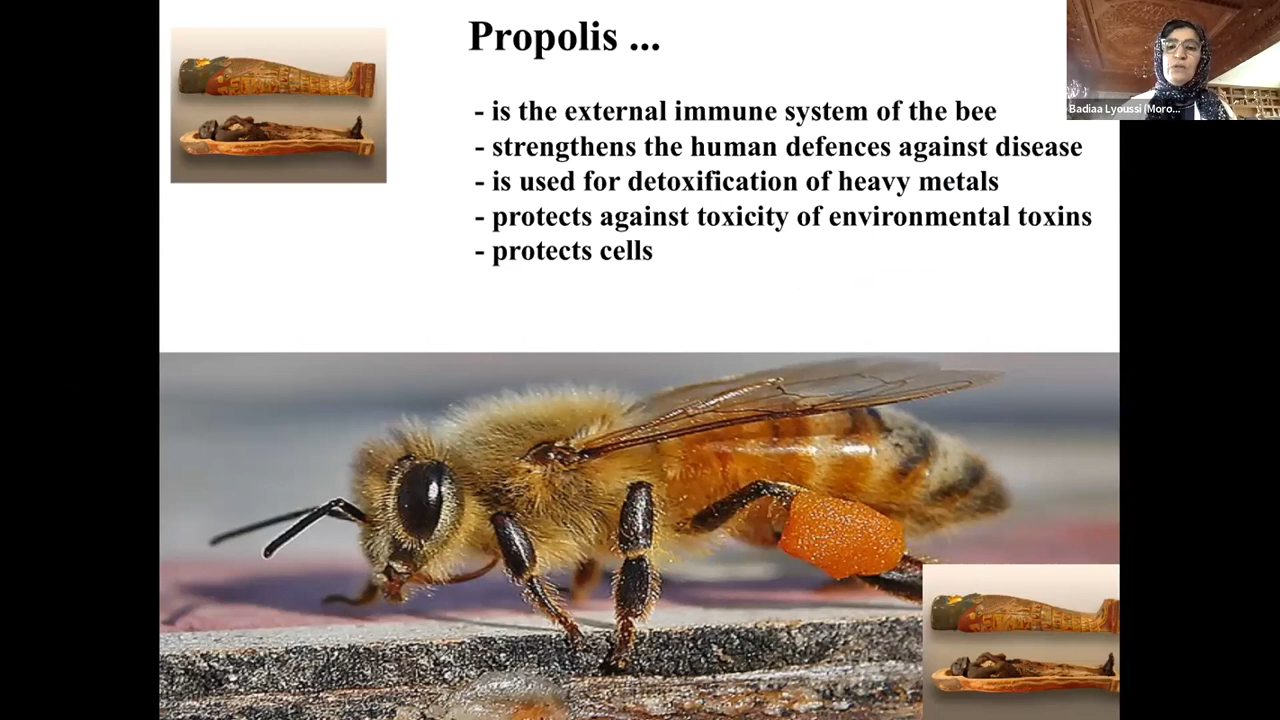 Propolis ...
- is the external immune system of the bee
- strengthens the human defences against disease
- is used for detoxification of heavy metals
- protects against toxicity of environmental toxins
- protects cells
Badiaa Lyoussi (Moro...